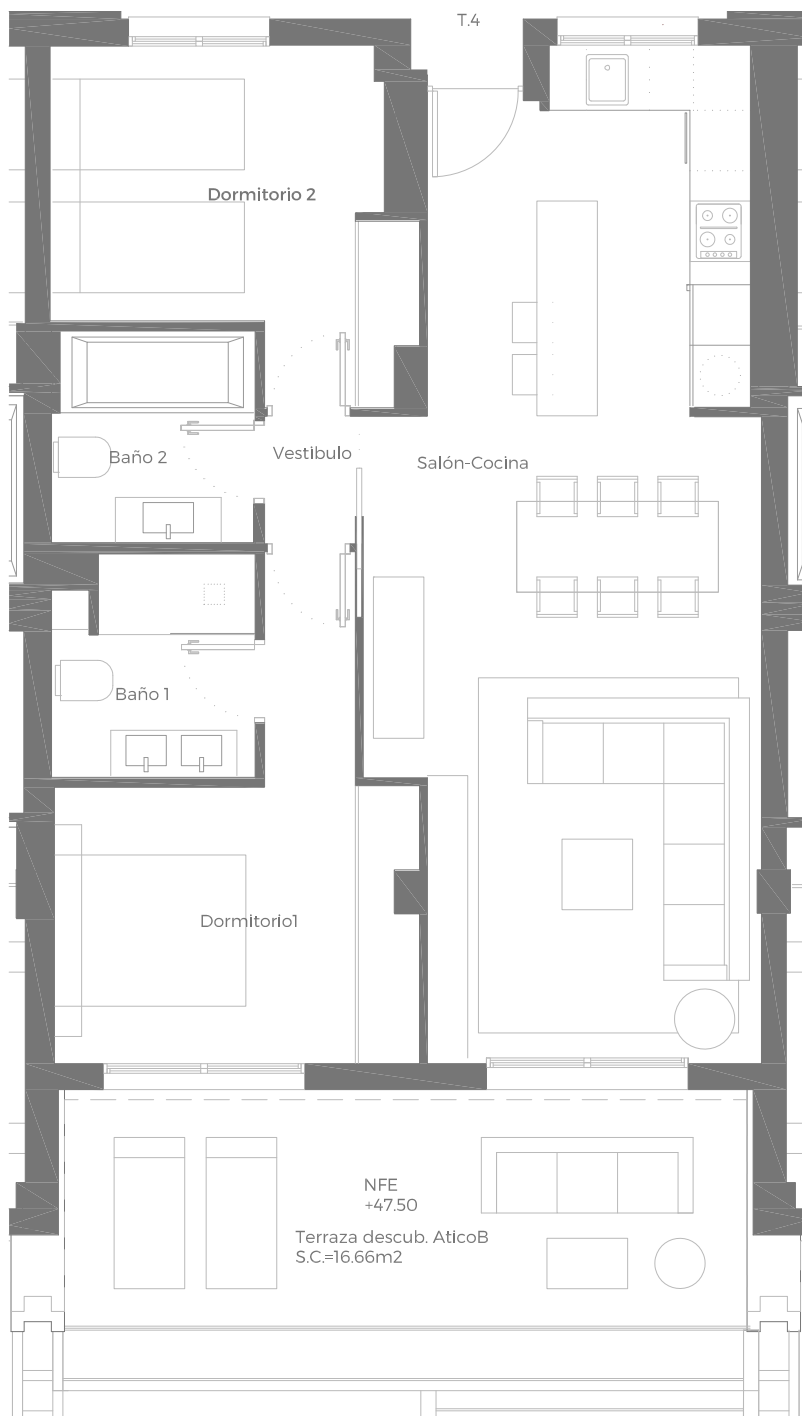 T.4
Dormitorio 2
Baño 2
Vestibulo
Salón-Cocina
Baño 1
Dormitorio1
NFE
+47.50
Terraza descub. AticoB
S.C.=16.66m2